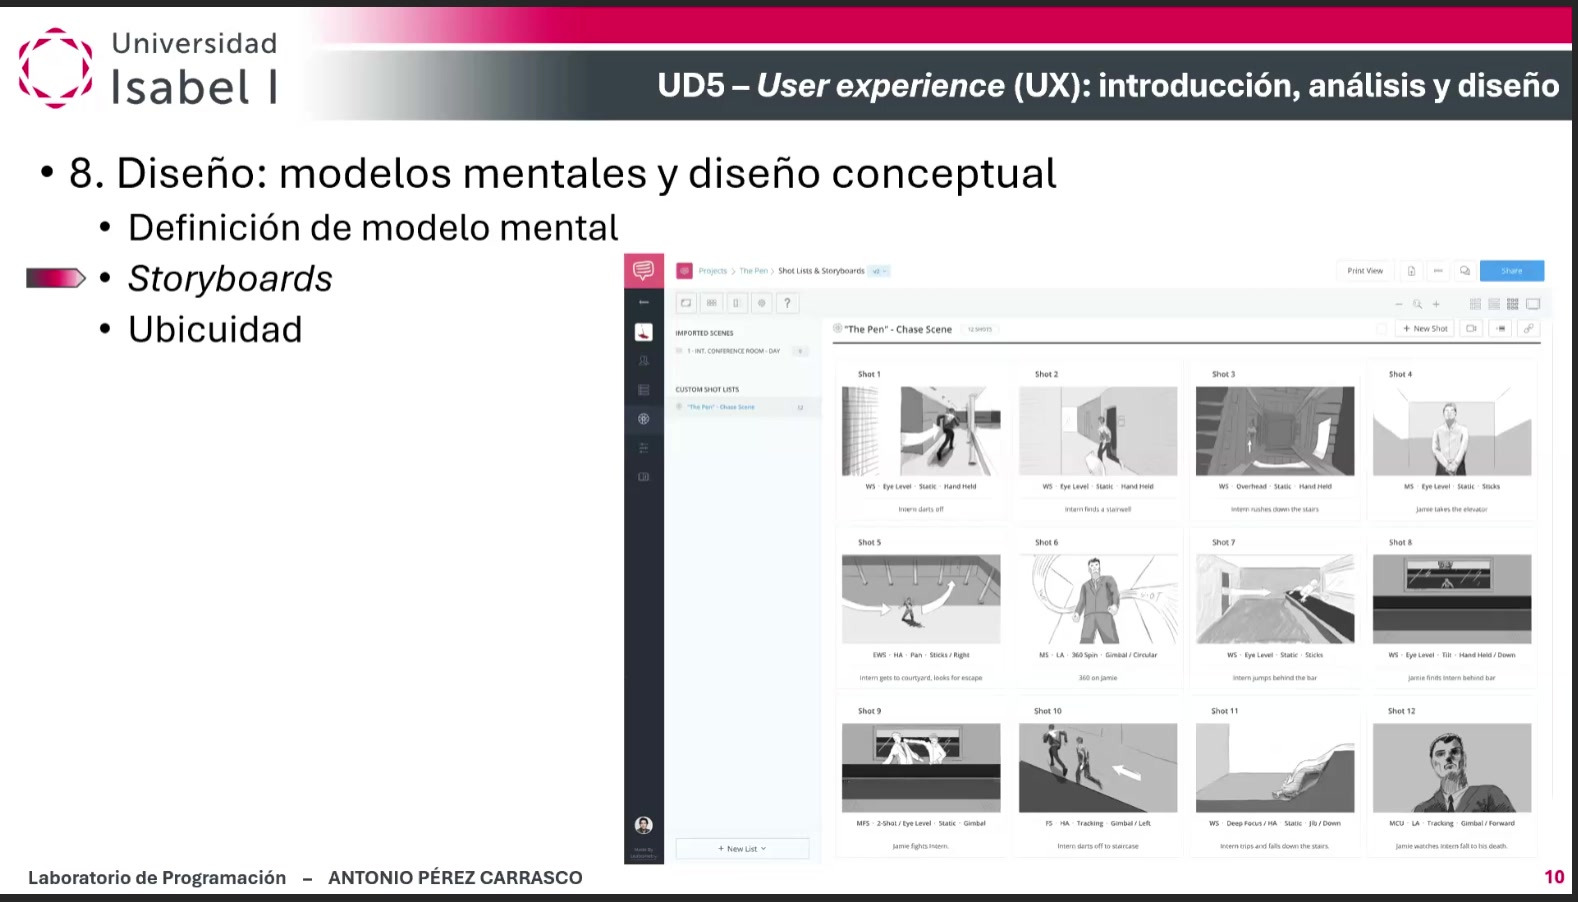 Universidad
Isabel I
UD5 – User experience (UX): introducción, análisis y diseño
• 8. Diseño: modelos mentales y diseño conceptual
• Definición de modelo mental
• Storyboards
• Ubicuidad
Projects > The Pen > Shot Lists & Storyboards
Print View
Share
?
IMPORTED SCENES
1 - INT. CONFERENCE ROOM - DAY
CUSTOM SHOT LISTS
"The Pen" - Chase Scene 12
+ New List
"The Pen" - Chase Scene 12 SHOTS
+ New Shot
Shot 1 Shot 2 Shot 3 Shot 4
WS · Eye Level · Static · Hand Held
WS · Eye Level · Static · Hand Held
WS · Overhead · Static · Hand Held
MS · Eye Level · Static · Sticks
Intern darts off
Intern finds a stairwell
Intern rushes down the stairs
Jamie takes the elevator
Shot 5 Shot 6 Shot 7 Shot 8
EWS · HA · Pan · Sticks / Right
MS · LA · 360 Spin · Gimbal / Circular
WS · Eye Level · Static · Sticks
WS · Eye Level · Tilt · Hand Held / Down
Intern gets to courtyard, looks for escape
360 on Jamie
Intern jumps behind the bar
Jamie finds Intern behind bar
Shot 9 Shot 10 Shot 11 Shot 12
MFS · 2-Shot / Eye Level · Static · Gimbal
FS · HA · Tracking · Gimbal / Left
WS · Deep Focus / HA · Static · Jib / Down
MCU · LA · Tracking · Gimbal / Forward
Jamie fights Intern.
Intern darts off to staircase
Intern trips and falls down the stairs.
Jamie watches Intern fall to his death.
Laboratorio de Programación – ANTONIO PÉREZ CARRASCO
10